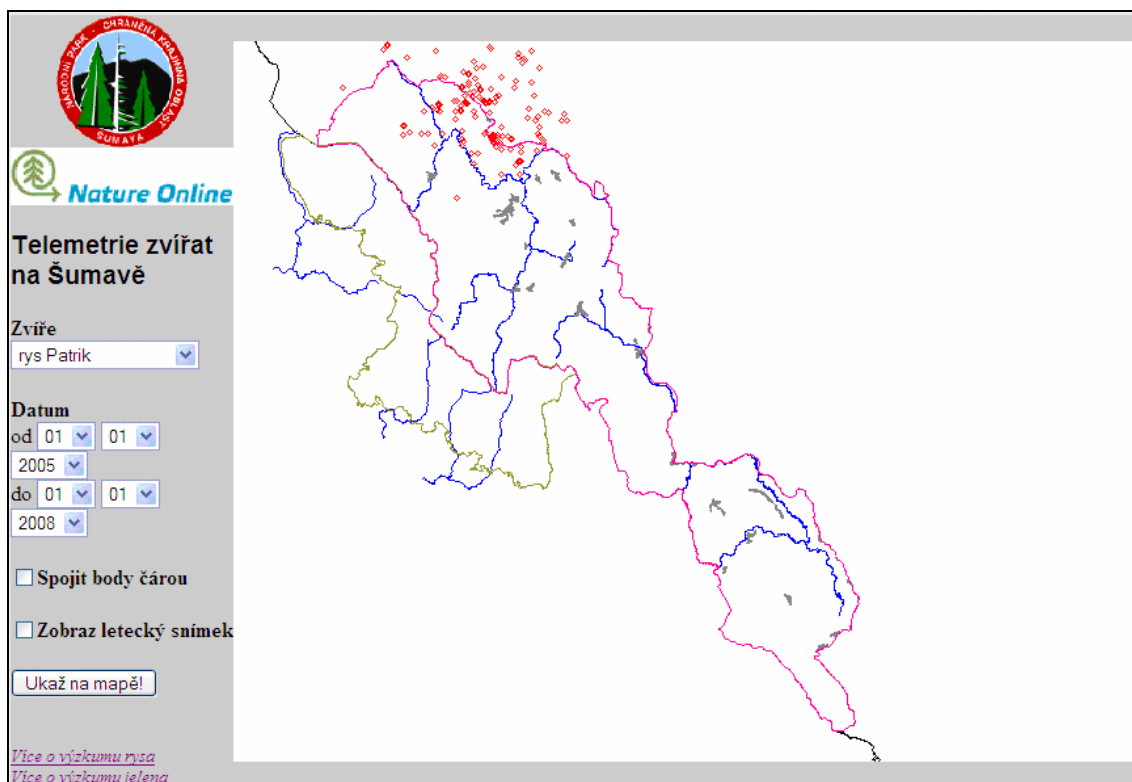 NÁRODNÍ PARK · CHRÁNĚNÁ KRAJINNÁ OBLAST
ŠUMAVA
Nature Online
Telemetrie zvířat
na Šumavě
Zvíře
rys Patrik
Datum
od 01 01
2005
do 01 01
2008
Spojit body čárou
Zobraz letecký snímek
Ukaž na mapě!
Více o výzkumu rysa
Více o výzkumu jelena